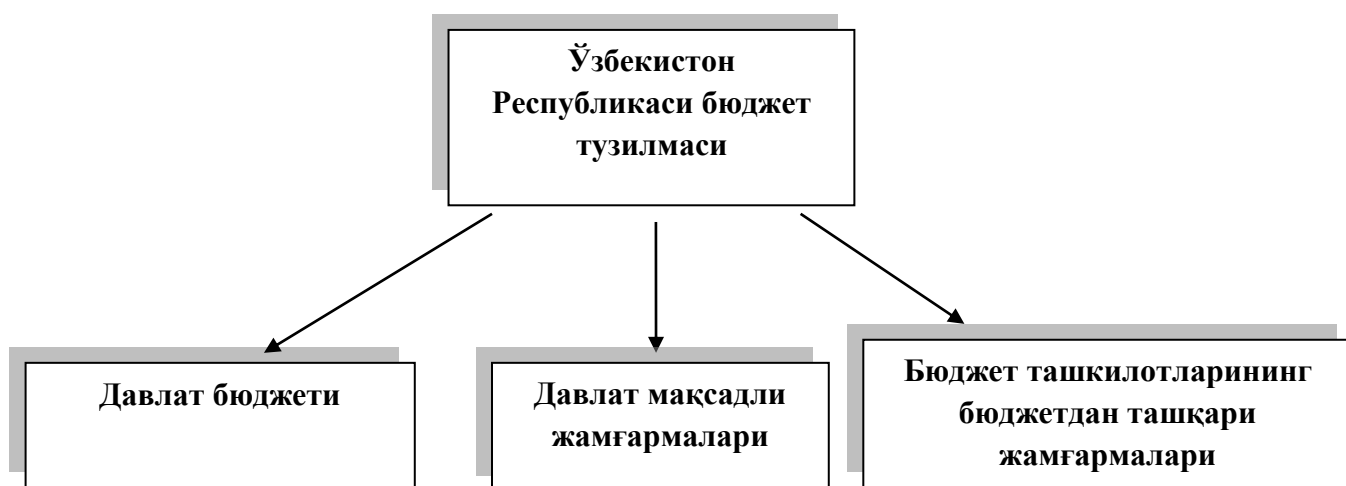 Ўзбекистон
Республикаси бюджет
тузилмаси
Давлат бюджети
Давлат мақсадли
жамғармалари
Бюджет ташкилотларининг
бюджетдан ташқари
жамғармалари